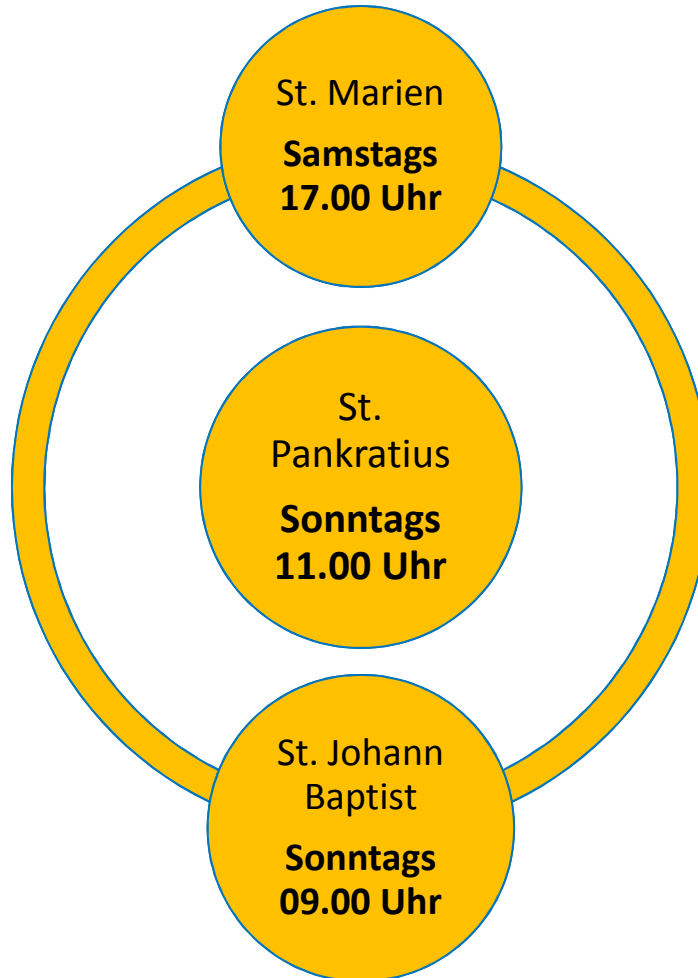 St. Marien
Samstags
17.00 Uhr
St.
Pankratius
Sonntags
11.00 Uhr
St. Johann
Baptist
Sonntags
09.00 Uhr